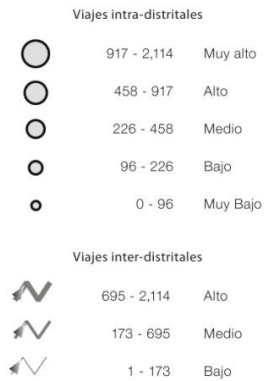 Viajes intra-distritales
917 - 2,114 Muy alto
458 - 917 Alto
226 - 458 Medio
96 - 226 Bajo
0 - 96 Muy Bajo
Viajes inter-distritales
695 - 2,114 Alto
173 - 695 Medio
1 - 173 Bajo